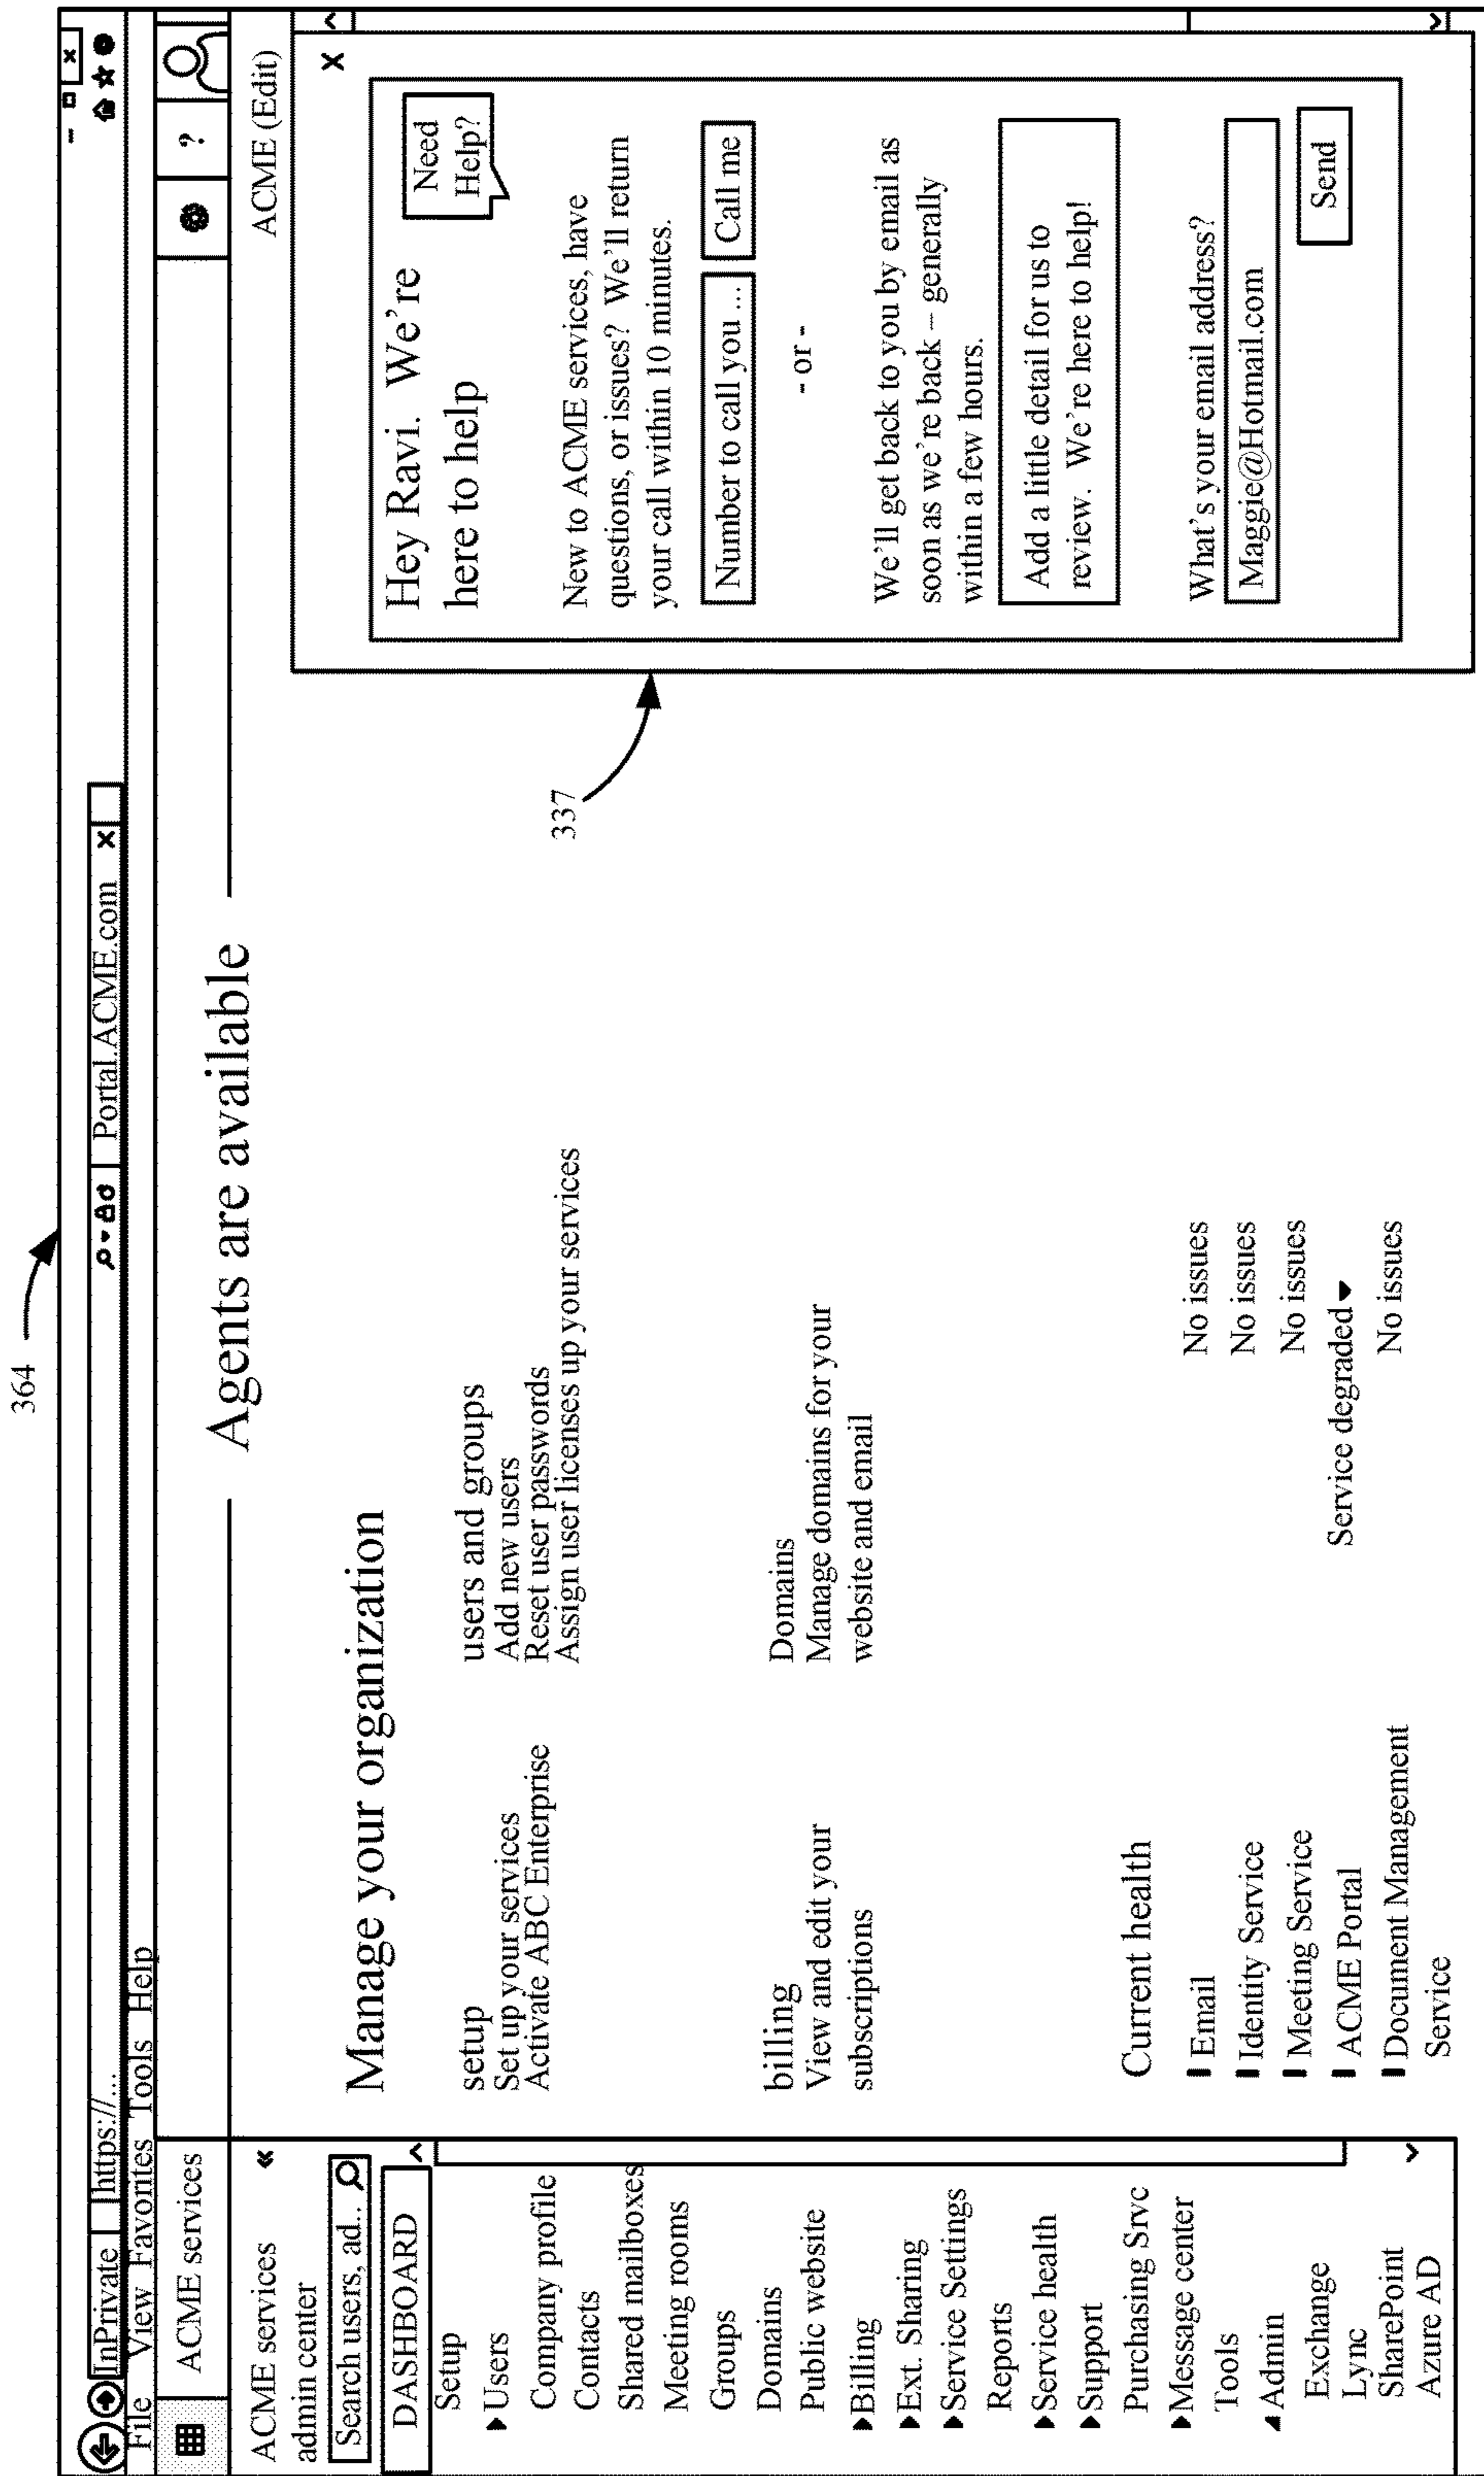 364
InPrivate https://... Portal.ACME.com x
File View Favorites Tools Help
ACME services ?
Agents are available
ACME (Edit)
ACME services
admin center
Search users, ad..
DASHBOARD
Setup
Users
Company profile
Contacts
Shared mailboxes
Meeting rooms
Groups
Domains
Public website
Billing
Ext. Sharing
Service Settings
Reports
Service health
Support
Purchasing Srvc
Message center
Tools
Admin
Exchange
Lync
SharePoint
Azure AD
Manage your organization
setup
Set up your services
Activate ABC Enterprise
users and groups
Add new users
Reset user passwords
Assign user licenses up your services
billing
View and edit your
subscriptions
Domains
Manage domains for your
website and email
Current health
Email No issues
Identity Service No issues
Meeting Service No issues
ACME Portal Service degraded
Document Management No issues
Service
337
X
Hey Ravi. We're
here to help
Need
Help?
New to ACME services, have
questions, or issues? We'll return
your call within 10 minutes.
Number to call you ... Call me
- or -
We'll get back to you by email as
soon as we're back – generally
within a few hours.
Add a little detail for us to
review. We're here to help!
What's your email address?
Maggie@Hotmail.com
Send